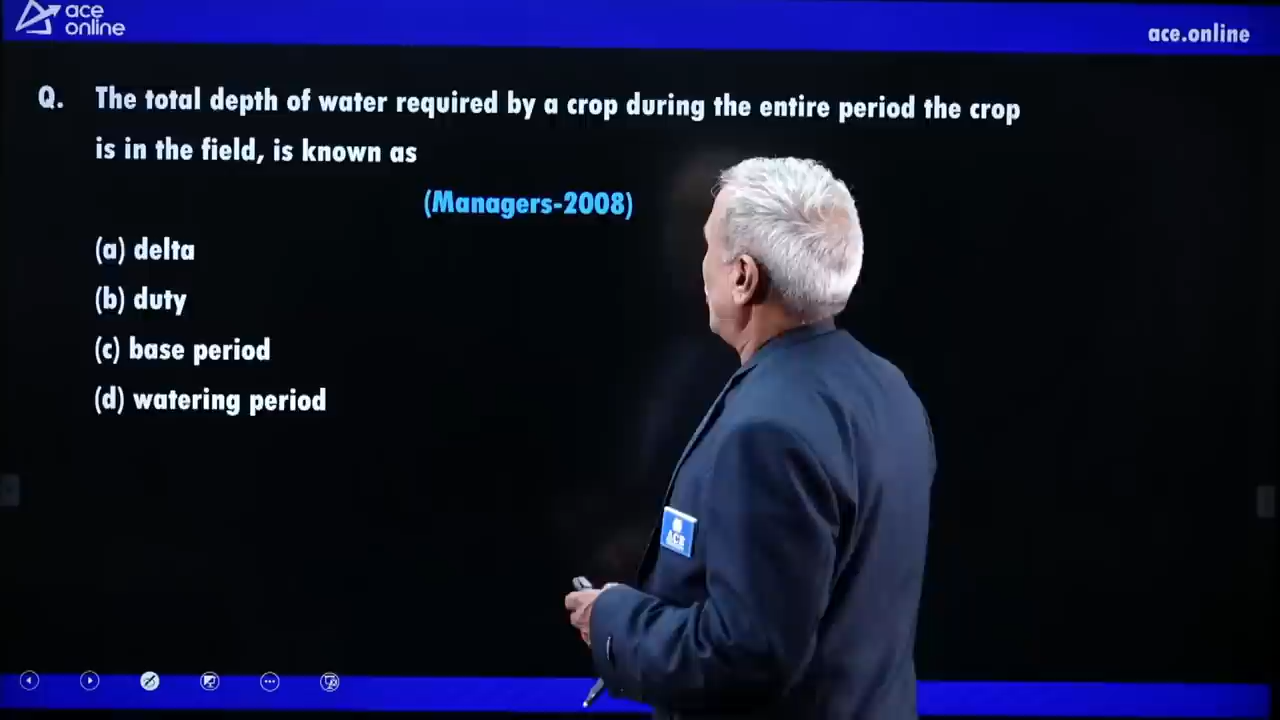 ace
online
ace.online
Q. The total depth of water required by a crop during the entire period the crop
is in the field, is known as
(Managers-2008)
(a) delta
(b) duty
(c) base period
(d) watering period
ACE